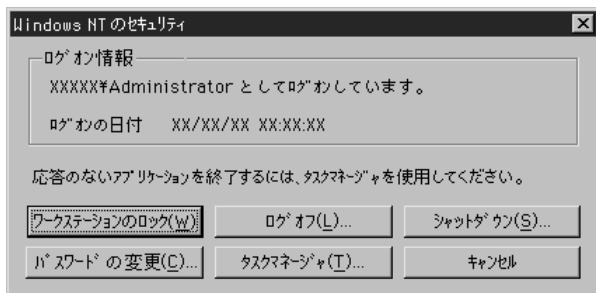 Windows NT のｾｷｭﾘﾃｨ
ﾛｸﾞｵﾝ情報
XXXXX¥Administrator としてﾛｸﾞｵﾝしています。
ﾛｸﾞｵﾝの日付 XX/XX/XX XX:XX:XX
応答のないｱﾌﾟﾘｹｰｼｮﾝを終了するには､ﾀｽｸﾏﾈｰｼﾞｬを使用してください。
ﾜｰｸｽﾃｰｼｮﾝのﾛｯｸ(W)
ﾛｸﾞｵﾌ(L)...
ｼｬｯﾄﾀﾞｳﾝ(S)...
ﾊﾟｽﾜｰﾄﾞの変更(C)...
ﾀｽｸﾏﾈｰｼﾞｬ(T)...
ｷｬﾝｾﾙ